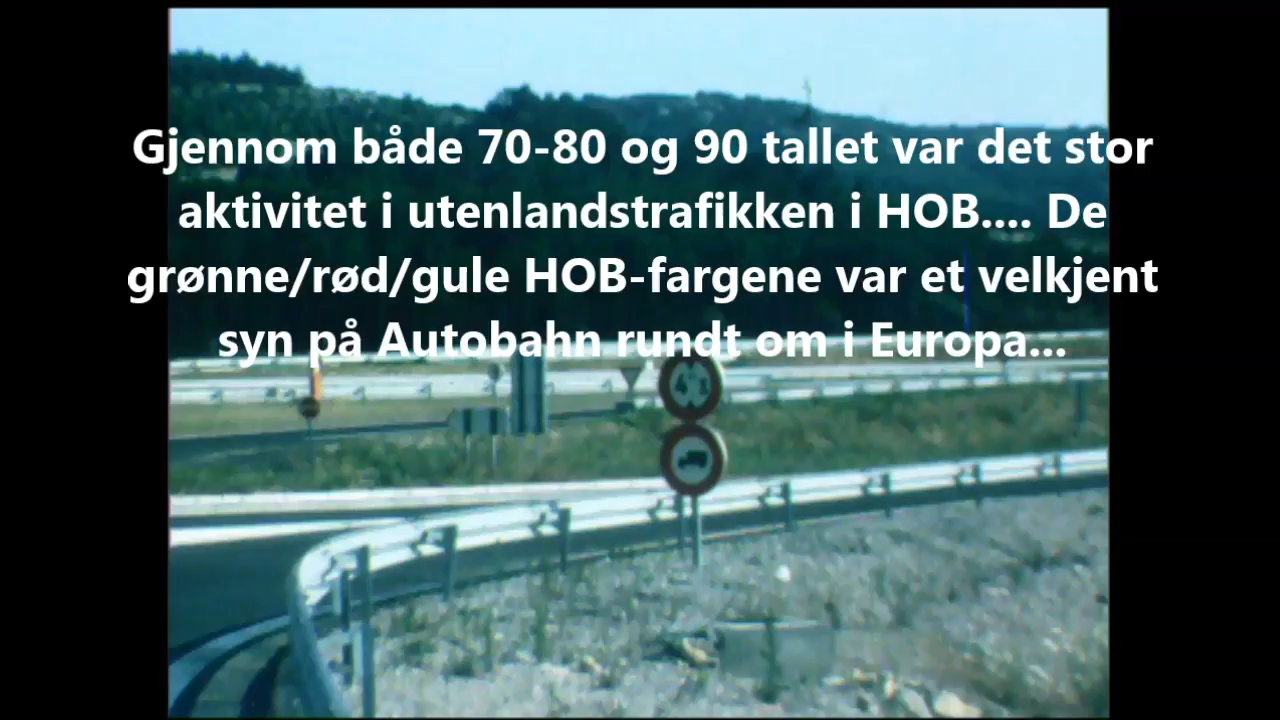 Gjennom både 70-80 og 90 tallet var det stor
aktivitet i utenlandstrafikken i HOB.... De
grønne/rød/gule HOB-fargene var et velkjent
syn på Autobahn rundt om i Europa...